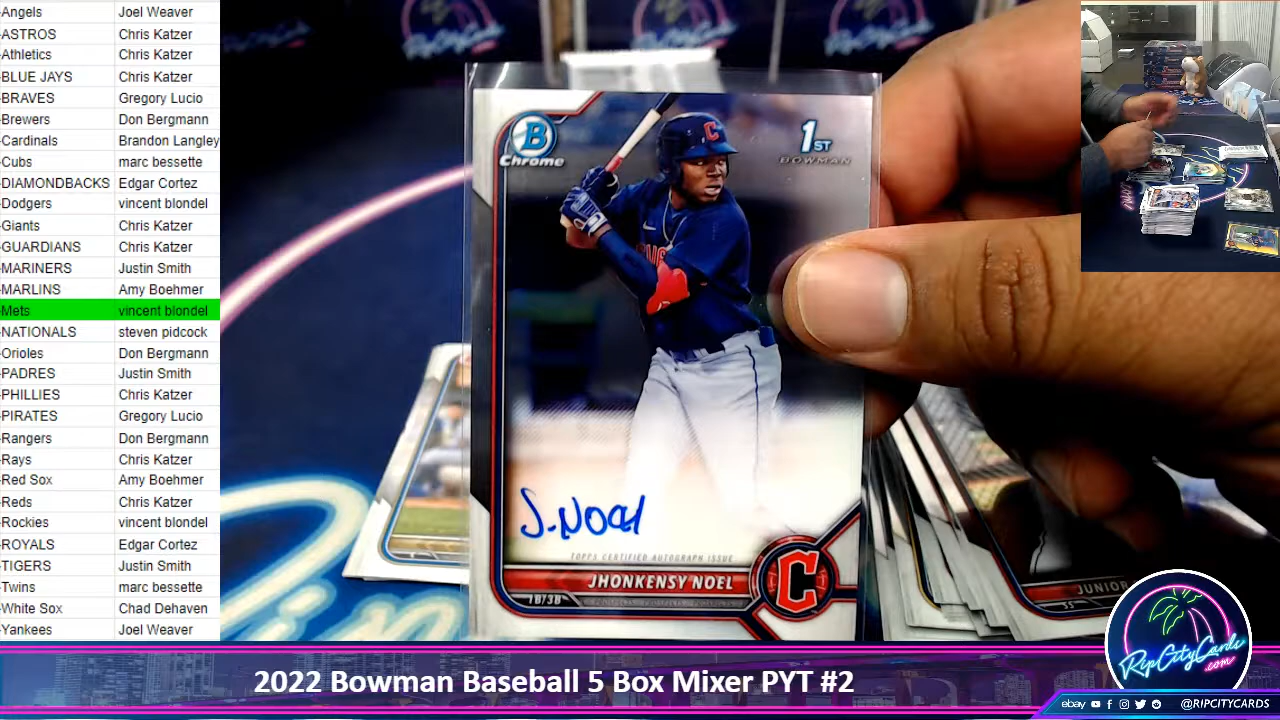 -Angels Joel Weaver
-ASTROS Chris Katzer
-Athletics Chris Katzer
-BLUE JAYS Chris Katzer
-BRAVES Gregory Lucio
-Brewers Don Bergmann
-Cardinals Brandon Langley
-Cubs marc bessette
-DIAMONDBACKS Edgar Cortez
-Dodgers vincent blondel
-Giants Chris Katzer
-GUARDIANS Chris Katzer
-MARINERS Justin Smith
-MARLINS Amy Boehmer
-Mets vincent blondel
-NATIONALS steven pidcock
-Orioles Don Bergmann
-PADRES Justin Smith
-PHILLIES Chris Katzer
-PIRATES Gregory Lucio
-Rangers Don Bergmann
-Rays Chris Katzer
-Red Sox Amy Boehmer
-Reds Chris Katzer
-Rockies vincent blondel
-ROYALS Edgar Cortez
-TIGERS Justin Smith
-Twins marc bessette
-White Sox Chad Dehaven
-Yankees Joel Weaver
B
Chrome
1ST
BOWMAN
C
J.NOEL
TOPPS CERTIFIED AUTOGRAPH ISSUE
JHONKENSY NOEL
1B/3B
C
JUNIOR
SS
RipCityCards
.com
2022 Bowman Baseball 5 Box Mixer PYT #2
ebay
@RIPCITYCARDS